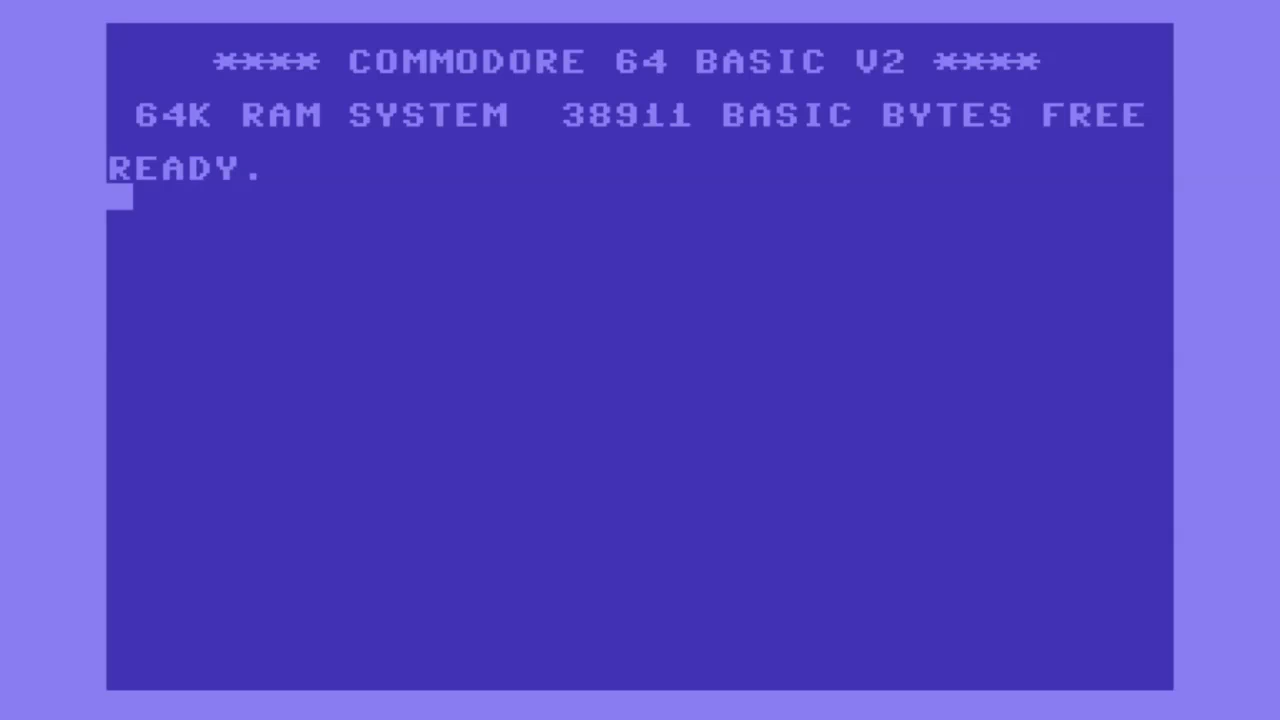 **** COMMODORE 64 BASIC V2 ****
64K RAM SYSTEM  38911 BASIC BYTES FREE
READY.